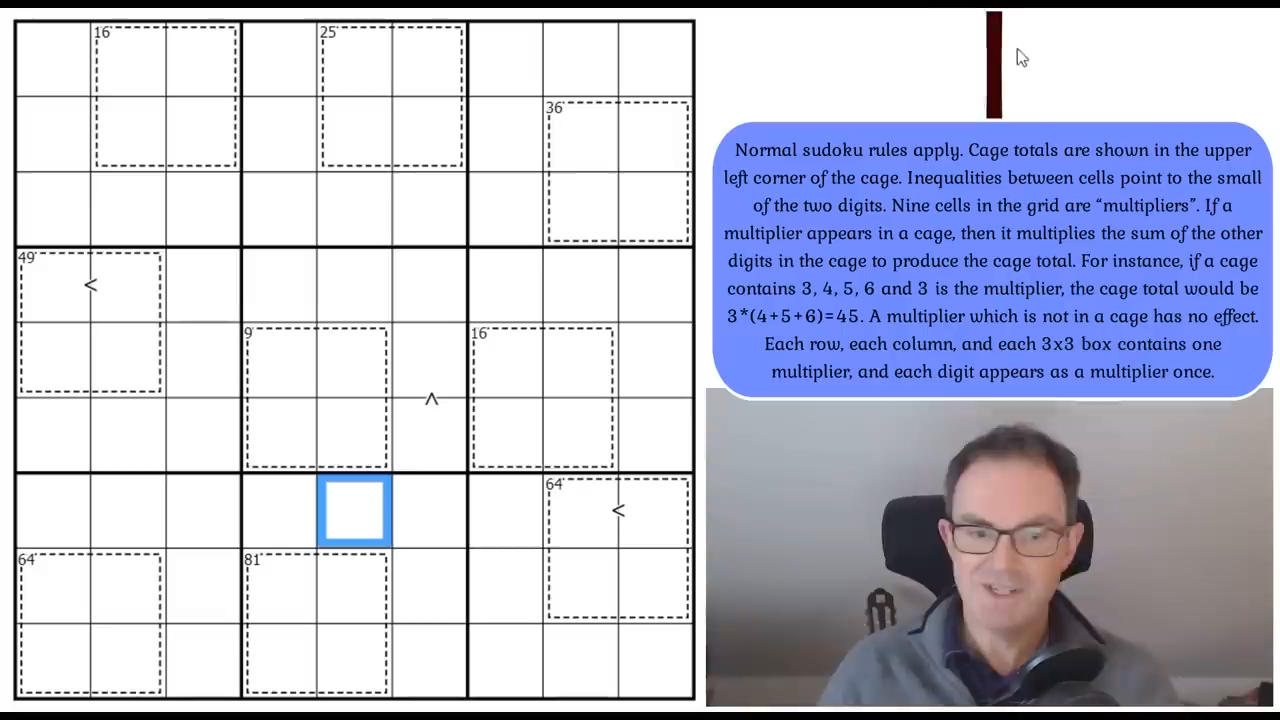 16
25
36
49
<
9
16
^
64
<
64
81
Normal sudoku rules apply. Cage totals are shown in the upper
left corner of the cage. Inequalities between cells point to the small
of the two digits. Nine cells in the grid are “multipliers”. If a
multiplier appears in a cage, then it multiplies the sum of the other
digits in the cage to produce the cage total. For instance, if a cage
contains 3, 4, 5, 6 and 3 is the multiplier, the cage total would be
3*(4+5+6)=45. A multiplier which is not in a cage has no effect.
Each row, each column, and each 3x3 box contains one
multiplier, and each digit appears as a multiplier once.